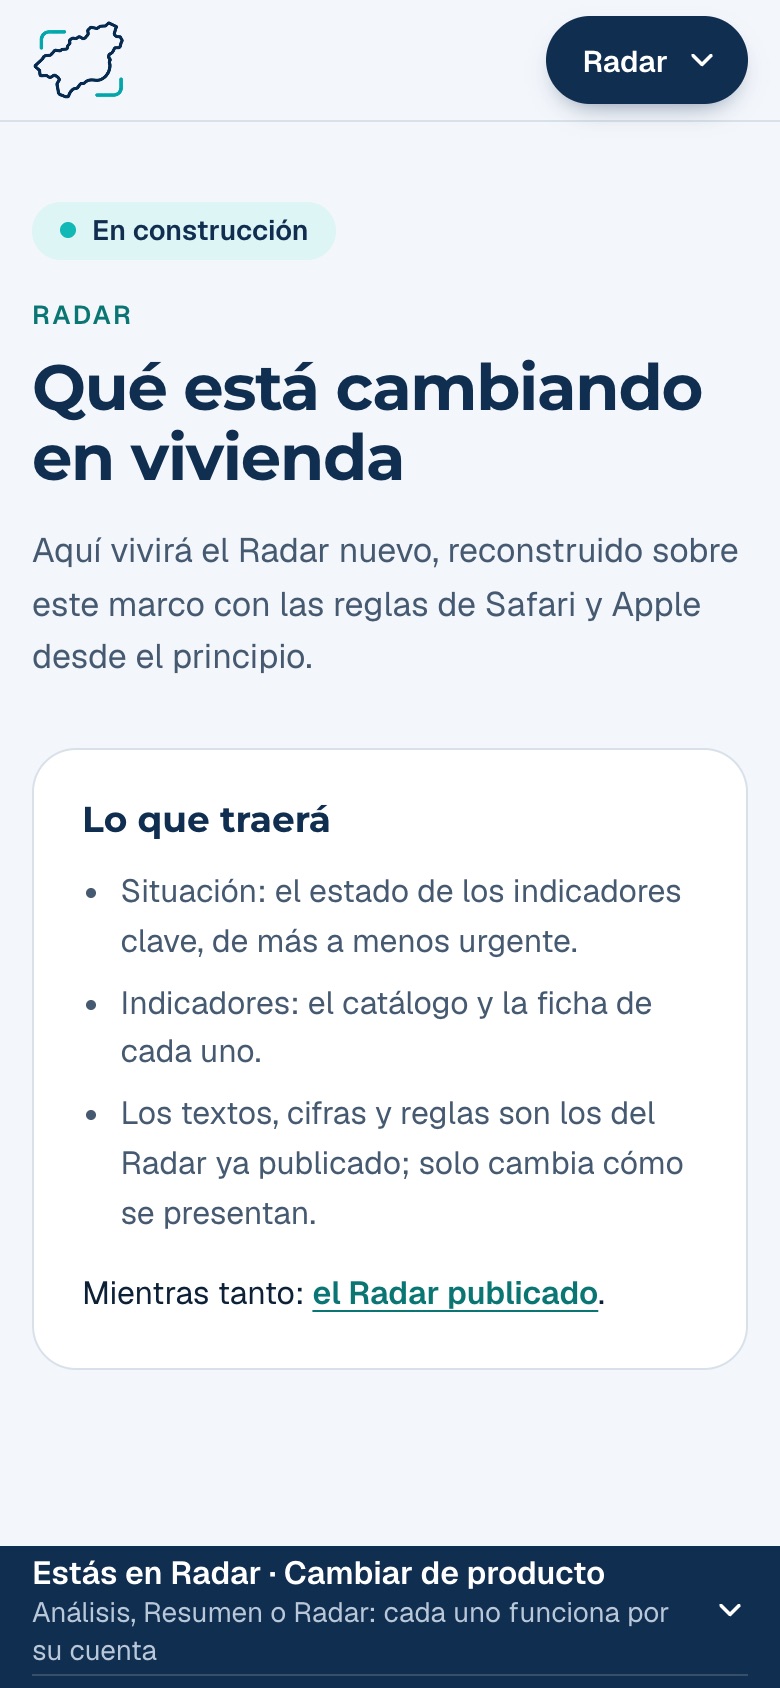 Radar
En construcción
RADAR
Qué está cambiando
en vivienda
Aquí vivirá el Radar nuevo, reconstruido sobre
este marco con las reglas de Safari y Apple
desde el principio.
Lo que traerá
• Situación: el estado de los indicadores
clave, de más a menos urgente.
• Indicadores: el catálogo y la ficha de
cada uno.
• Los textos, cifras y reglas son los del
Radar ya publicado; solo cambia cómo
se presentan.
Mientras tanto: el Radar publicado.
Estás en Radar · Cambiar de producto
Análisis, Resumen o Radar: cada uno funciona por
su cuenta